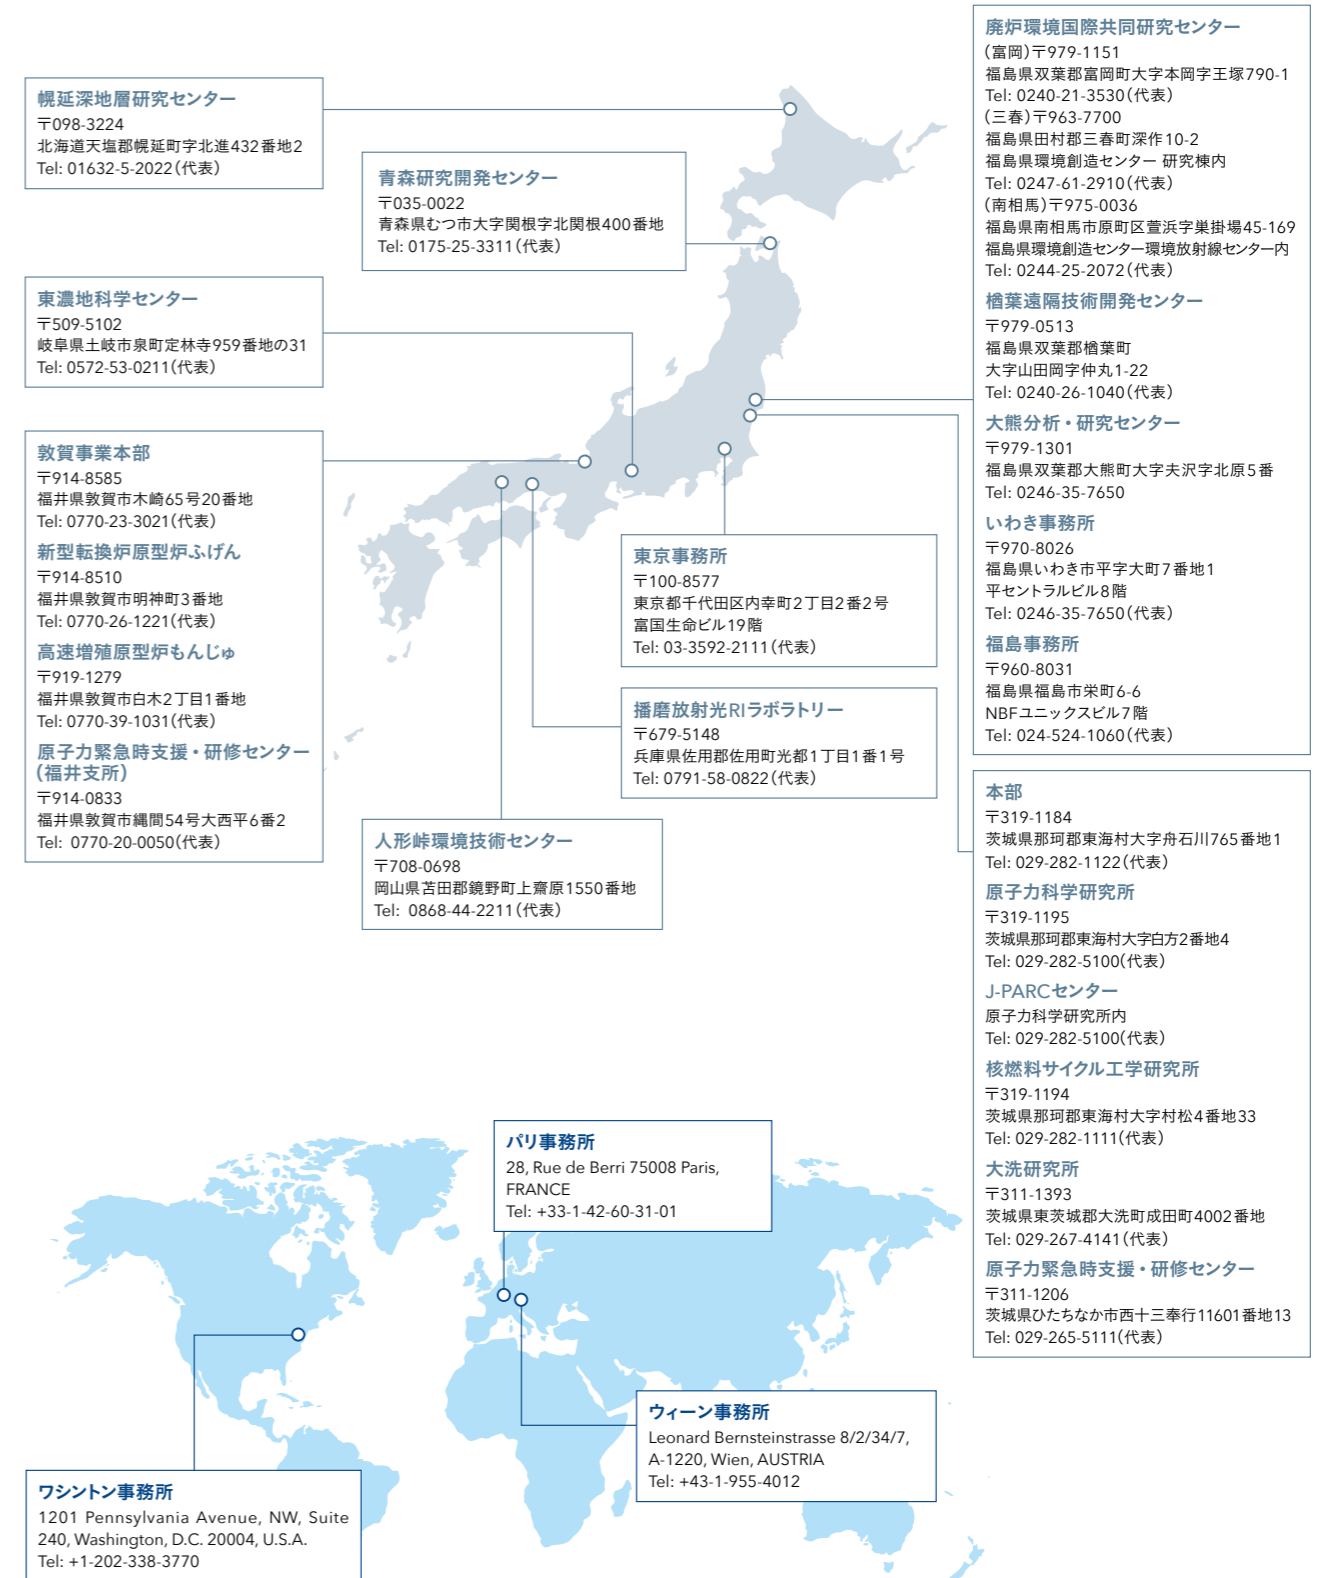 幌延深地層研究センター
〒098-3224
北海道天塩郡幌延町字北進432番地2
Tel: 01632-5-2022（代表）
青森研究開発センター
〒035-0022
青森県むつ市大字関根字北関根400番地
Tel: 0175-25-3311（代表）
東濃地科学センター
〒509-5102
岐阜県土岐市泉町定林寺959番地の31
Tel: 0572-53-0211（代表）
敦賀事業本部
〒914-8585
福井県敦賀市木崎65号20番地
Tel: 0770-23-3021（代表）
新型転換炉原型炉ふげん
〒914-8510
福井県敦賀市明神町3番地
Tel: 0770-26-1221（代表）
高速増殖原型炉もんじゅ
〒919-1279
福井県敦賀市白木2丁目1番地
Tel: 0770-39-1031（代表）
原子力緊急時支援・研修センター
（福井支所）
〒914-0833
福井県敦賀市縄間54号大西平6番2
Tel: 0770-20-0050（代表）
東京事務所
〒100-8577
東京都千代田区内幸町2丁目2番2号
富国生命ビル19階
Tel: 03-3592-2111（代表）
播磨放射光RIラボラトリー
〒679-5148
兵庫県佐用郡佐用町光都1丁目1番1号
Tel: 0791-58-0822（代表）
人形峠環境技術センター
〒708-0698
岡山県苫田郡鏡野町上齋原1550番地
Tel: 0868-44-2211（代表）
廃炉環境国際共同研究センター
（富岡）〒979-1151
福島県双葉郡富岡町大字本岡字王塚790-1
Tel: 0240-21-3530（代表）
（三春）〒963-7700
福島県田村郡三春町深作10-2
福島県環境創造センター 研究棟内
Tel: 0247-61-2910（代表）
（南相馬）〒975-0036
福島県南相馬市原町区萱浜字巣掛場45-169
福島県環境創造センター環境放射線センター内
Tel: 0244-25-2072（代表）
楢葉遠隔技術開発センター
〒979-0513
福島県双葉郡楢葉町
大字山田岡字仲丸1-22
Tel: 0240-26-1040（代表）
大熊分析・研究センター
〒979-1301
福島県双葉郡大熊町大字夫沢字北原5番
Tel: 0246-35-7650
いわき事務所
〒970-8026
福島県いわき市平字大町7番地1
平セントラルビル8階
Tel: 0246-35-7650（代表）
福島事務所
〒960-8031
福島県福島市栄町6-6
NBFユニックスビル7階
Tel: 024-524-1060（代表）
本部
〒319-1184
茨城県那珂郡東海村大字舟石川765番地1
Tel: 029-282-1122（代表）
原子力科学研究所
〒319-1195
茨城県那珂郡東海村大字白方2番地4
Tel: 029-282-5100（代表）
J-PARCセンター
原子力科学研究所内
Tel: 029-282-5100（代表）
核燃料サイクル工学研究所
〒319-1194
茨城県那珂郡東海村大字村松4番地33
Tel: 029-282-1111（代表）
大洗研究所
〒311-1393
茨城県東茨城郡大洗町成田町4002番地
Tel: 029-267-4141（代表）
原子力緊急時支援・研修センター
〒311-1206
茨城県ひたちなか市西十三奉行11601番地13
Tel: 029-265-5111（代表）
パリ事務所
28, Rue de Berri 75008 Paris,
FRANCE
Tel: +33-1-42-60-31-01
ウィーン事務所
Leonard Bernsteinstrasse 8/2/34/7,
A-1220, Wien, AUSTRIA
Tel: +43-1-955-4012
ワシントン事務所
1201 Pennsylvania Avenue, NW, Suite
240, Washington, D.C. 20004, U.S.A.
Tel: +1-202-338-3770